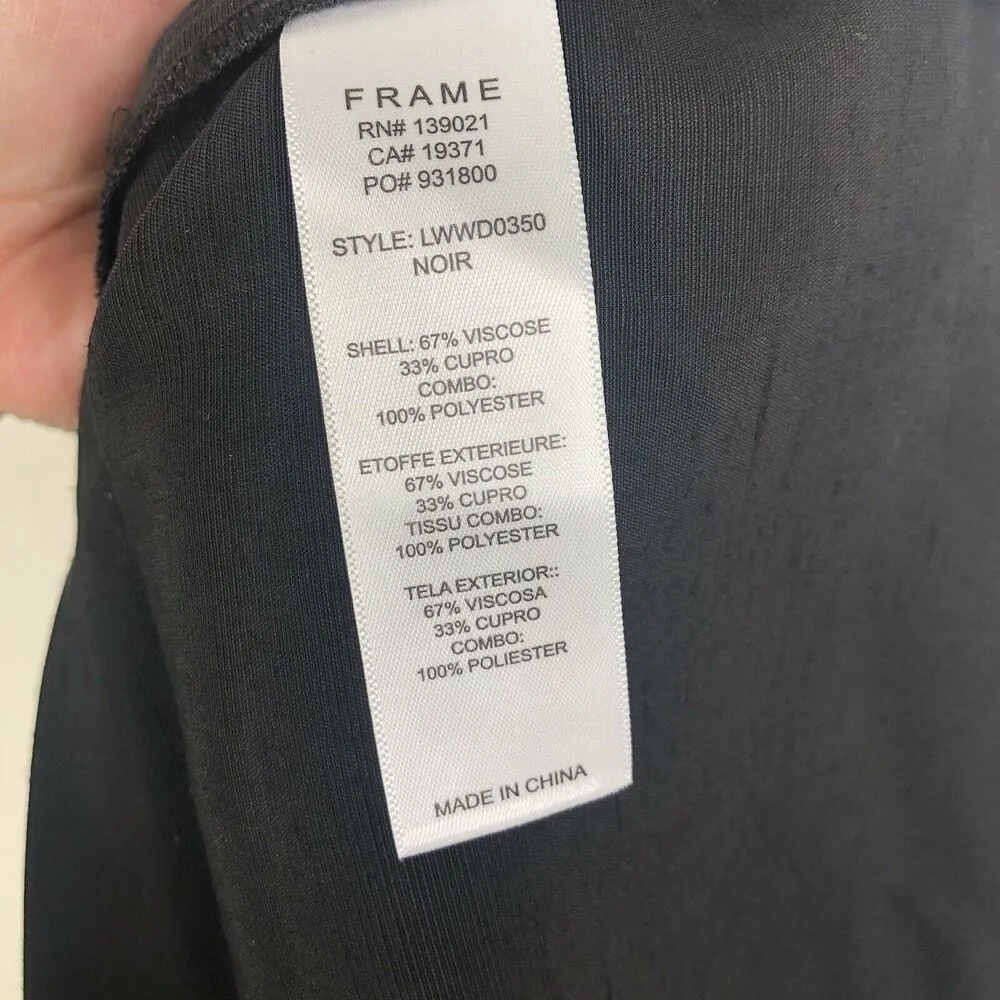 FRAME
RN# 139021
CA# 19371
PO# 931800
STYLE: LWWD0350
NOIR
SHELL: 67% VISCOSE
33% CUPRO
COMBO:
100% POLYESTER
ETOFFE EXTERIEURE:
67% VISCOSE
33% CUPRO
TISSU COMBO:
100% POLYESTER
TELA EXTERIOR::
67% VISCOSA
33% CUPRO
COMBO:
100% POLIESTER
MADE IN CHINA